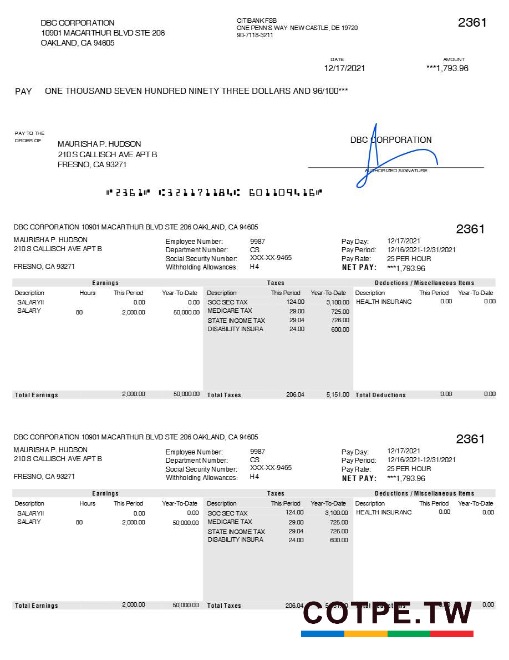 DBC CORPORATION
10901 MACARTHUR BLVD STE 206
OAKLAND, CA 94605
CITIBANK FSB
ONE PENN'S WAY NEW CASTLE, DE 19720
90-7118-3211
2361
DATE AMOUNT
12/17/2021 ***1,793.96
PAY ONE THOUSAND SEVEN HUNDRED NINETY THREE DOLLARS AND 96/100***
PAY TO THE
ORDER OF
MAURISHA P. HUDSON
210 S CALLISCH AVE APT B
FRESNO, CA 93271
DBC CORPORATION
AUTHORIZED SIGNATURE
⑈2361⑈ ⑆321171184⑆ 601109416⑈
DBC CORPORATION 10901 MACARTHUR BLVD STE 206 OAKLAND, CA 94605 2361
MAURISHA P. HUDSON Employee Number: 9987 Pay Day: 12/17/2021
210 S CALLISCH AVE APT B Department Number: CS Pay Period: 12/16/2021-12/31/2021
Social Security Number: XXX-XX-9465 Pay Rate: 25 PER HOUR
FRESNO, CA 93271 Withholding Allowances: H4 NET PAY: ***1,793.96
Earnings Taxes Deductions / Miscellaneous Items
Description Hours This Period Year-To-Date Description This Period Year-To-Date Description This Period Year-To-Date
SALARYII 0.00 0.00 SOC SEC TAX 124.00 3,100.00 HEALTH INSURANC 0.00 0.00
SALARY 80 2,000.00 50,000.00 MEDICARE TAX 29.00 725.00
STATE INCOME TAX 29.04 726.00
DISABILITY INSURA 24.00 600.00
Total Earnings 2,000.00 50,000.00 Total Taxes 206.04 5,151.00 Total Deductions 0.00 0.00
DBC CORPORATION 10901 MACARTHUR BLVD STE 206 OAKLAND, CA 94605 2361
MAURISHA P. HUDSON Employee Number: 9987 Pay Day: 12/17/2021
210 S CALLISCH AVE APT B Department Number: CS Pay Period: 12/16/2021-12/31/2021
Social Security Number: XXX-XX-9465 Pay Rate: 25 PER HOUR
FRESNO, CA 93271 Withholding Allowances: H4 NET PAY: ***1,793.96
Earnings Taxes Deductions / Miscellaneous Items
Description Hours This Period Year-To-Date Description This Period Year-To-Date Description This Period Year-To-Date
SALARYII 0.00 0.00 SOC SEC TAX 124.00 3,100.00 HEALTH INSURANC 0.00 0.00
SALARY 80 2,000.00 50,000.00 MEDICARE TAX 29.00 725.00
STATE INCOME TAX 29.04 726.00
DISABILITY INSURA 24.00 600.00
Total Earnings 2,000.00 50,000.00 Total Taxes 206.04 0.00
COTPE.TW